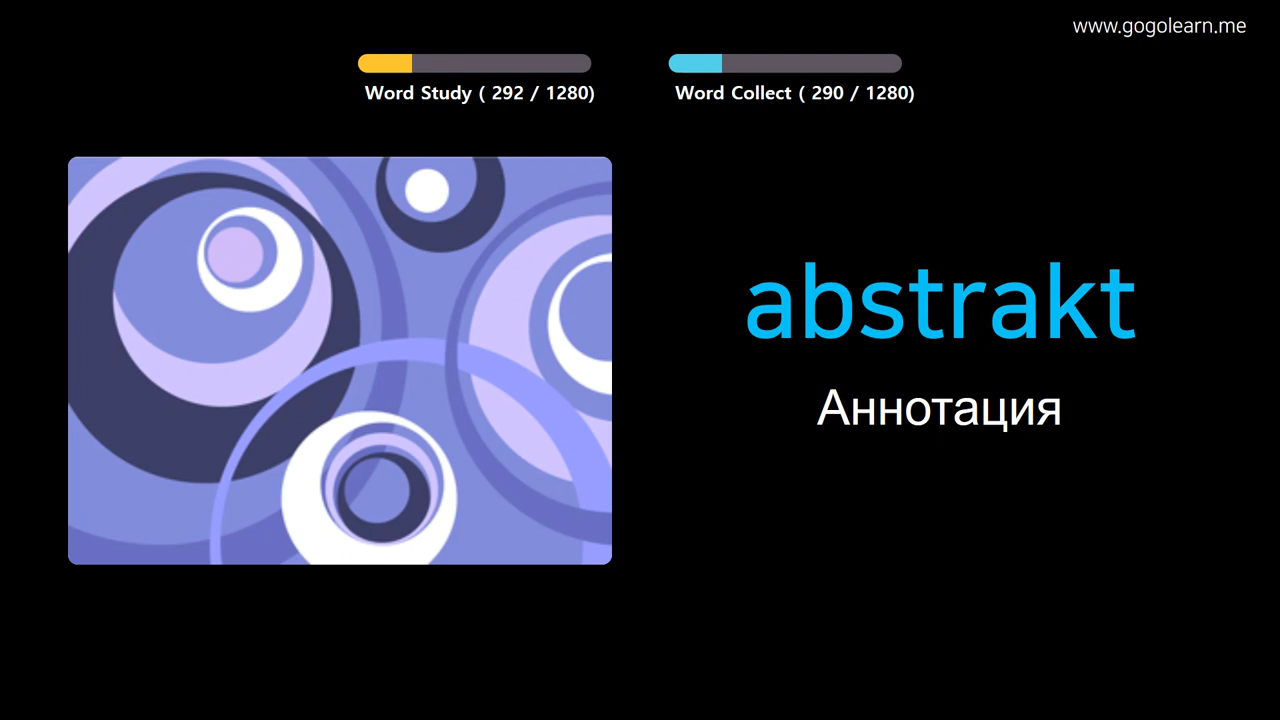 www.gogolearn.me
Word Study ( 292 / 1280)
Word Collect ( 290 / 1280)
abstrakt
Аннотация